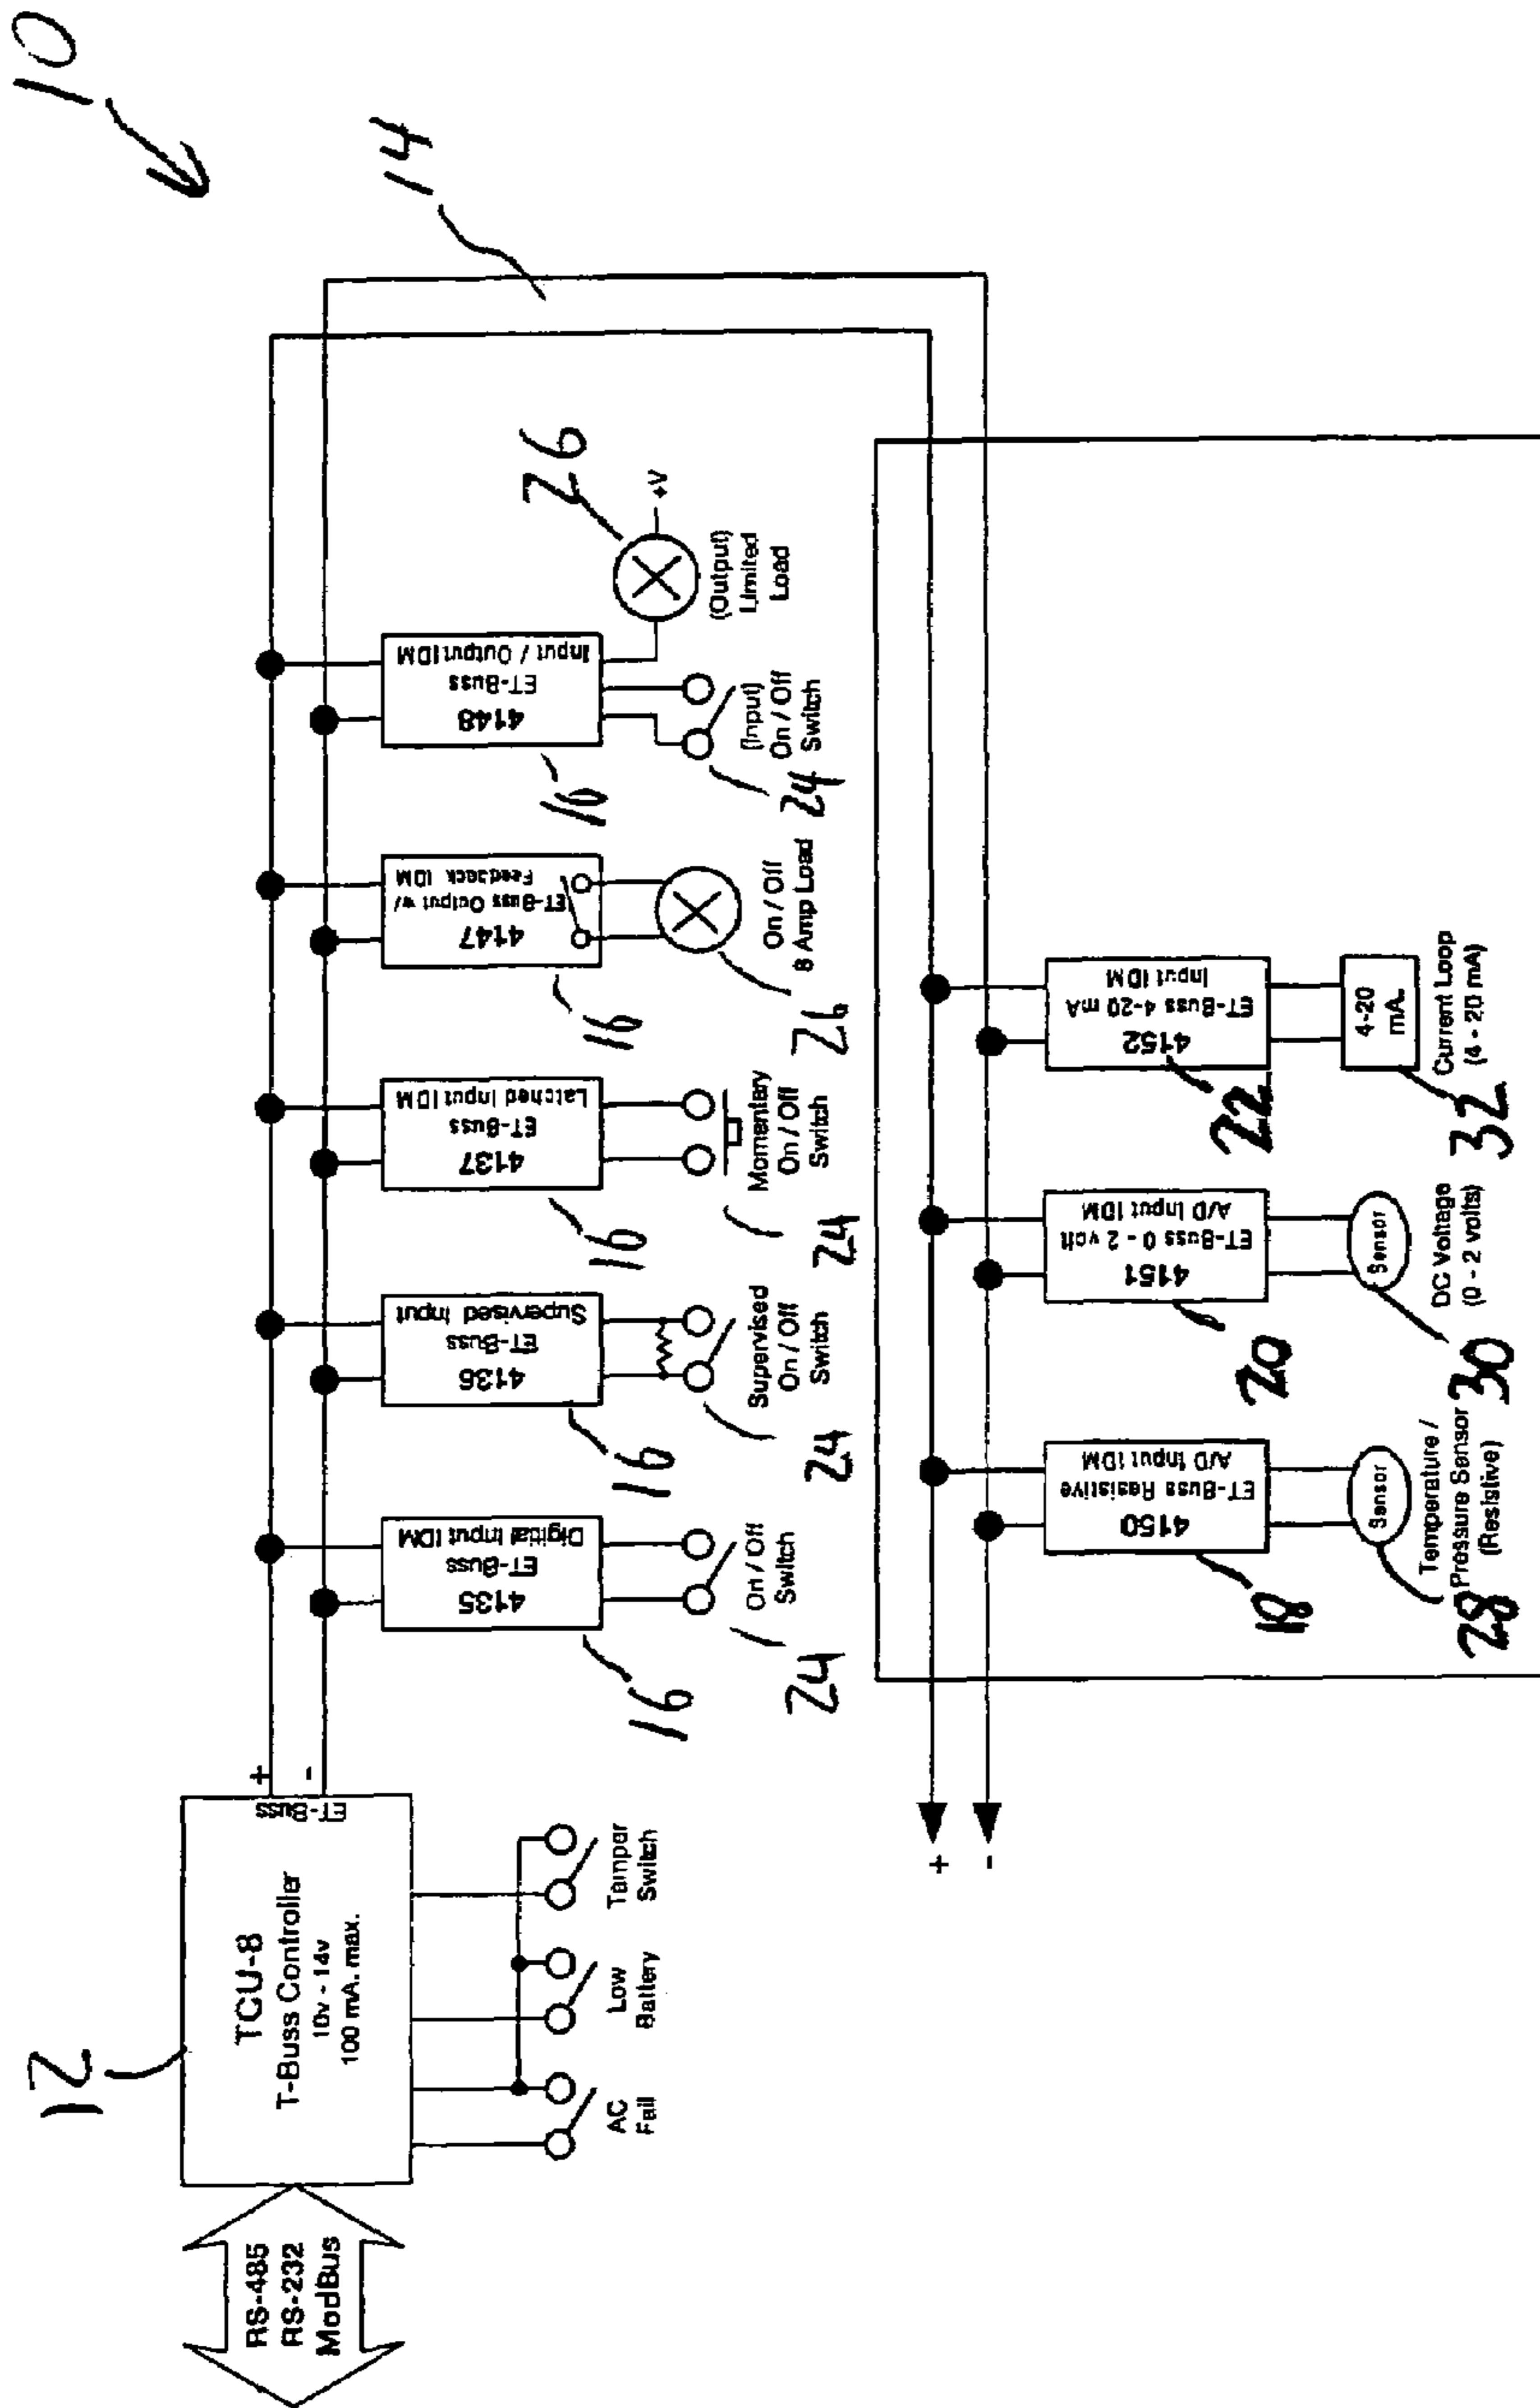 10
12
14
RS-485
RS-232
ModBus
TCU-8
T-Buss Controller
10v - 14v
100 mA. max.
ET-Buss
+
-
AC
Fail
Low
Battery
Tamper
Switch
4135
ET-Buss
Digitial Input IDM
16
On / Off
Switch
24
4136
ET-Buss
Supervised Input
16
Supervised
On / Off
Switch
24
4137
ET-Buss
Latched Input IDM
16
Momentary
On / Off
Switch
24
4147
ET-Buss Output w/
Feedback IDM
16
On / Off
8 Amp Load
26
4148
ET-Buss
Input / Output IDM
16
(Input)
On / Off
Switch
24
+V
(Output)
Limited
Load
26
+
-
4150
ET-Buss Resistive
A/D Input IDM
18
Sensor
Temperature /
Pressure Sensor
(Resistive)
28
4151
ET-Buss 0 - 2 volt
A/D Input IDM
20
Sensor
DC Voltage
(0 - 2 volts)
30
4152
ET-Buss 4-20 mA
Input IDM
22
4-20
mA.
Current Loop
(4 - 20 mA)
32